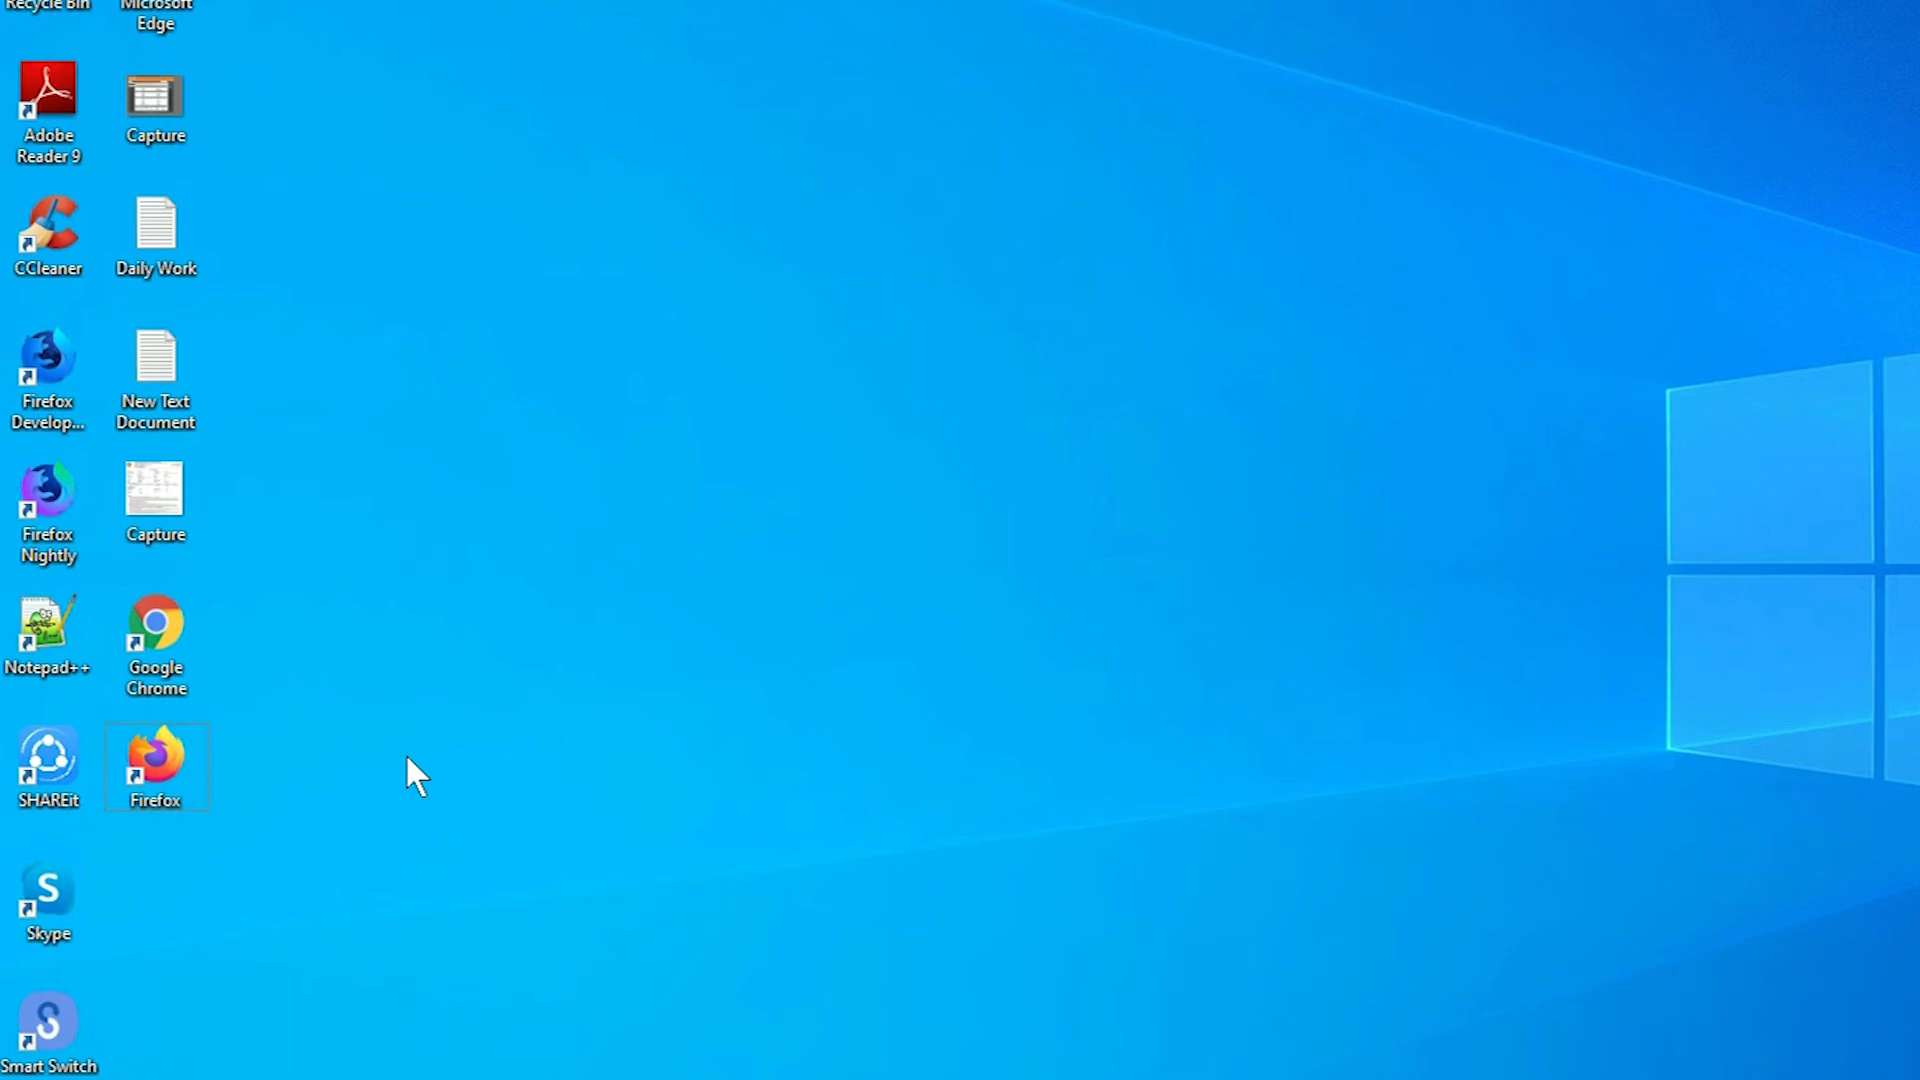 Recycle Bin
Microsoft
Edge
Adobe
Reader 9
Capture
CCleaner
Daily Work
Firefox
Develop...
New Text
Document
Firefox
Nightly
Capture
Notepad++
Google
Chrome
SHAREit
Firefox
S
Skype
Smart Switch